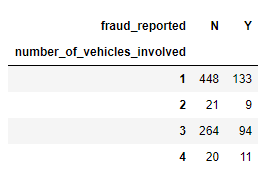 fraud_reported N Y
number_of_vehicles_involved
1 448 133
2 21 9
3 264 94
4 20 11